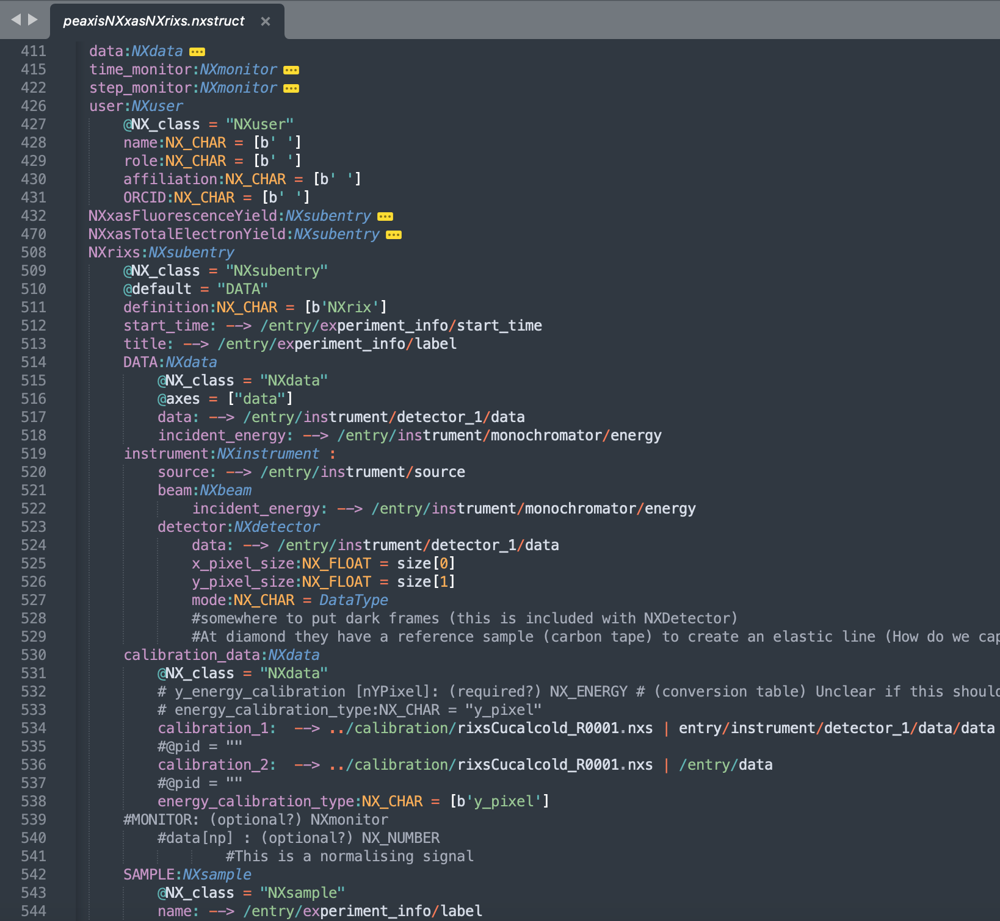 peaxisNXxasNXrixs.nxstruct ×
411 data:NXdata
415 time_monitor:NXmonitor
422 step_monitor:NXmonitor
426 user:NXuser
427 @NX_class = "NXuser"
428 name:NX_CHAR = [b' ']
429 role:NX_CHAR = [b' ']
430 affiliation:NX_CHAR = [b' ']
431 ORCID:NX_CHAR = [b' ']
432 NXxasFluorescenceYield:NXsubentry
470 NXxasTotalElectronYield:NXsubentry
508 NXrixs:NXsubentry
509 @NX_class = "NXsubentry"
510 @default = "DATA"
511 definition:NX_CHAR = [b'NXrix']
512 start_time: --> /entry/experiment_info/start_time
513 title: --> /entry/experiment_info/label
514 DATA:NXdata
515 @NX_class = "NXdata"
516 @axes = ["data"]
517 data: --> /entry/instrument/detector_1/data
518 incident_energy: --> /entry/instrument/monochromator/energy
519 instrument:NXinstrument :
520 source: --> /entry/instrument/source
521 beam:NXbeam
522 incident_energy: --> /entry/instrument/monochromator/energy
523 detector:NXdetector
524 data: --> /entry/instrument/detector_1/data
525 x_pixel_size:NX_FLOAT = size[0]
526 y_pixel_size:NX_FLOAT = size[1]
527 mode:NX_CHAR = DataType
528 #somewhere to put dark frames (this is included with NXDetector)
529 #At diamond they have a reference sample (carbon tape) to create an elastic line (How do we cap
530 calibration_data:NXdata
531 @NX_class = "NXdata"
532 # y_energy_calibration [nYPixel]: (required?) NX_ENERGY # (conversion table) Unclear if this should
533 # energy_calibration_type:NX_CHAR = "y_pixel"
534 calibration_1:  --> ../calibration/rixsCucalcold_R0001.nxs | entry/instrument/detector_1/data/data
535 #@pid = ""
536 calibration_2:  --> ../calibration/rixsCucalcold_R0001.nxs | /entry/data
537 #@pid = ""
538 energy_calibration_type:NX_CHAR = [b'y_pixel']
539 #MONITOR: (optional?) NXmonitor
540 #data[np] : (optional?) NX_NUMBER
541 #This is a normalising signal
542 SAMPLE:NXsample
543 @NX_class = "NXsample"
544 name: --> /entry/experiment_info/label